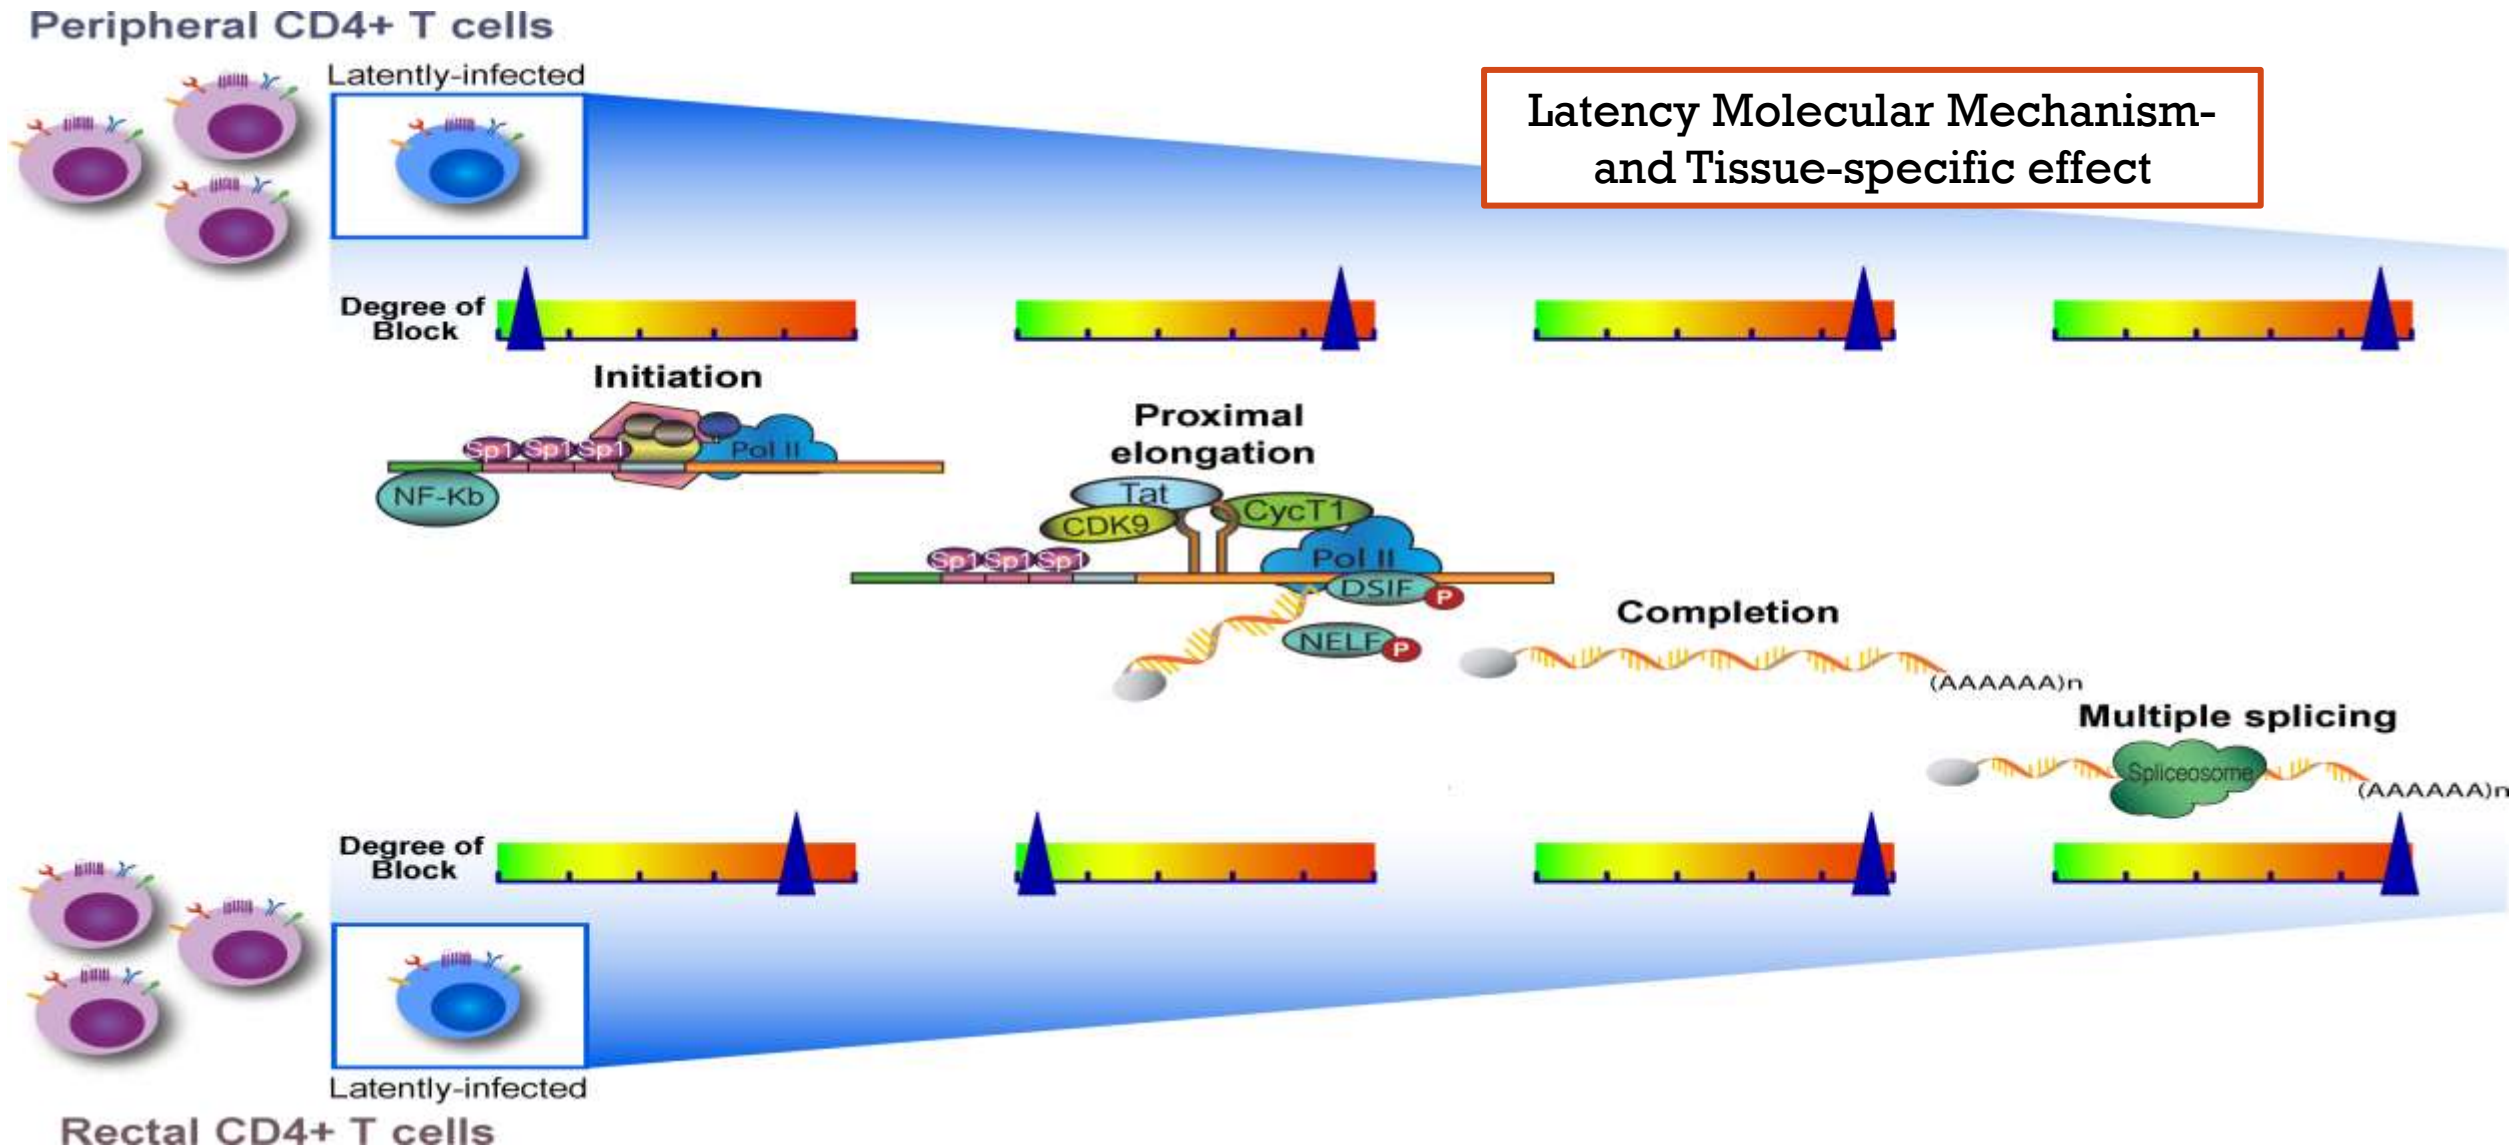 Peripheral CD4+ T cells
Latently-infected
Latency Molecular Mechanism-
and Tissue-specific effect
Degree of
Block
Initiation
Sp1 Sp1 Sp1
Pol II
NF-Kb
Proximal
elongation
Tat
CDK9
CycT1
Sp1 Sp1 Sp1
Pol II
DSIF
P
NELF
P
Completion
(AAAAAA)n
Multiple splicing
Spliceosome
(AAAAAA)n
Degree of
Block
Latently-infected
Rectal CD4+ T cells